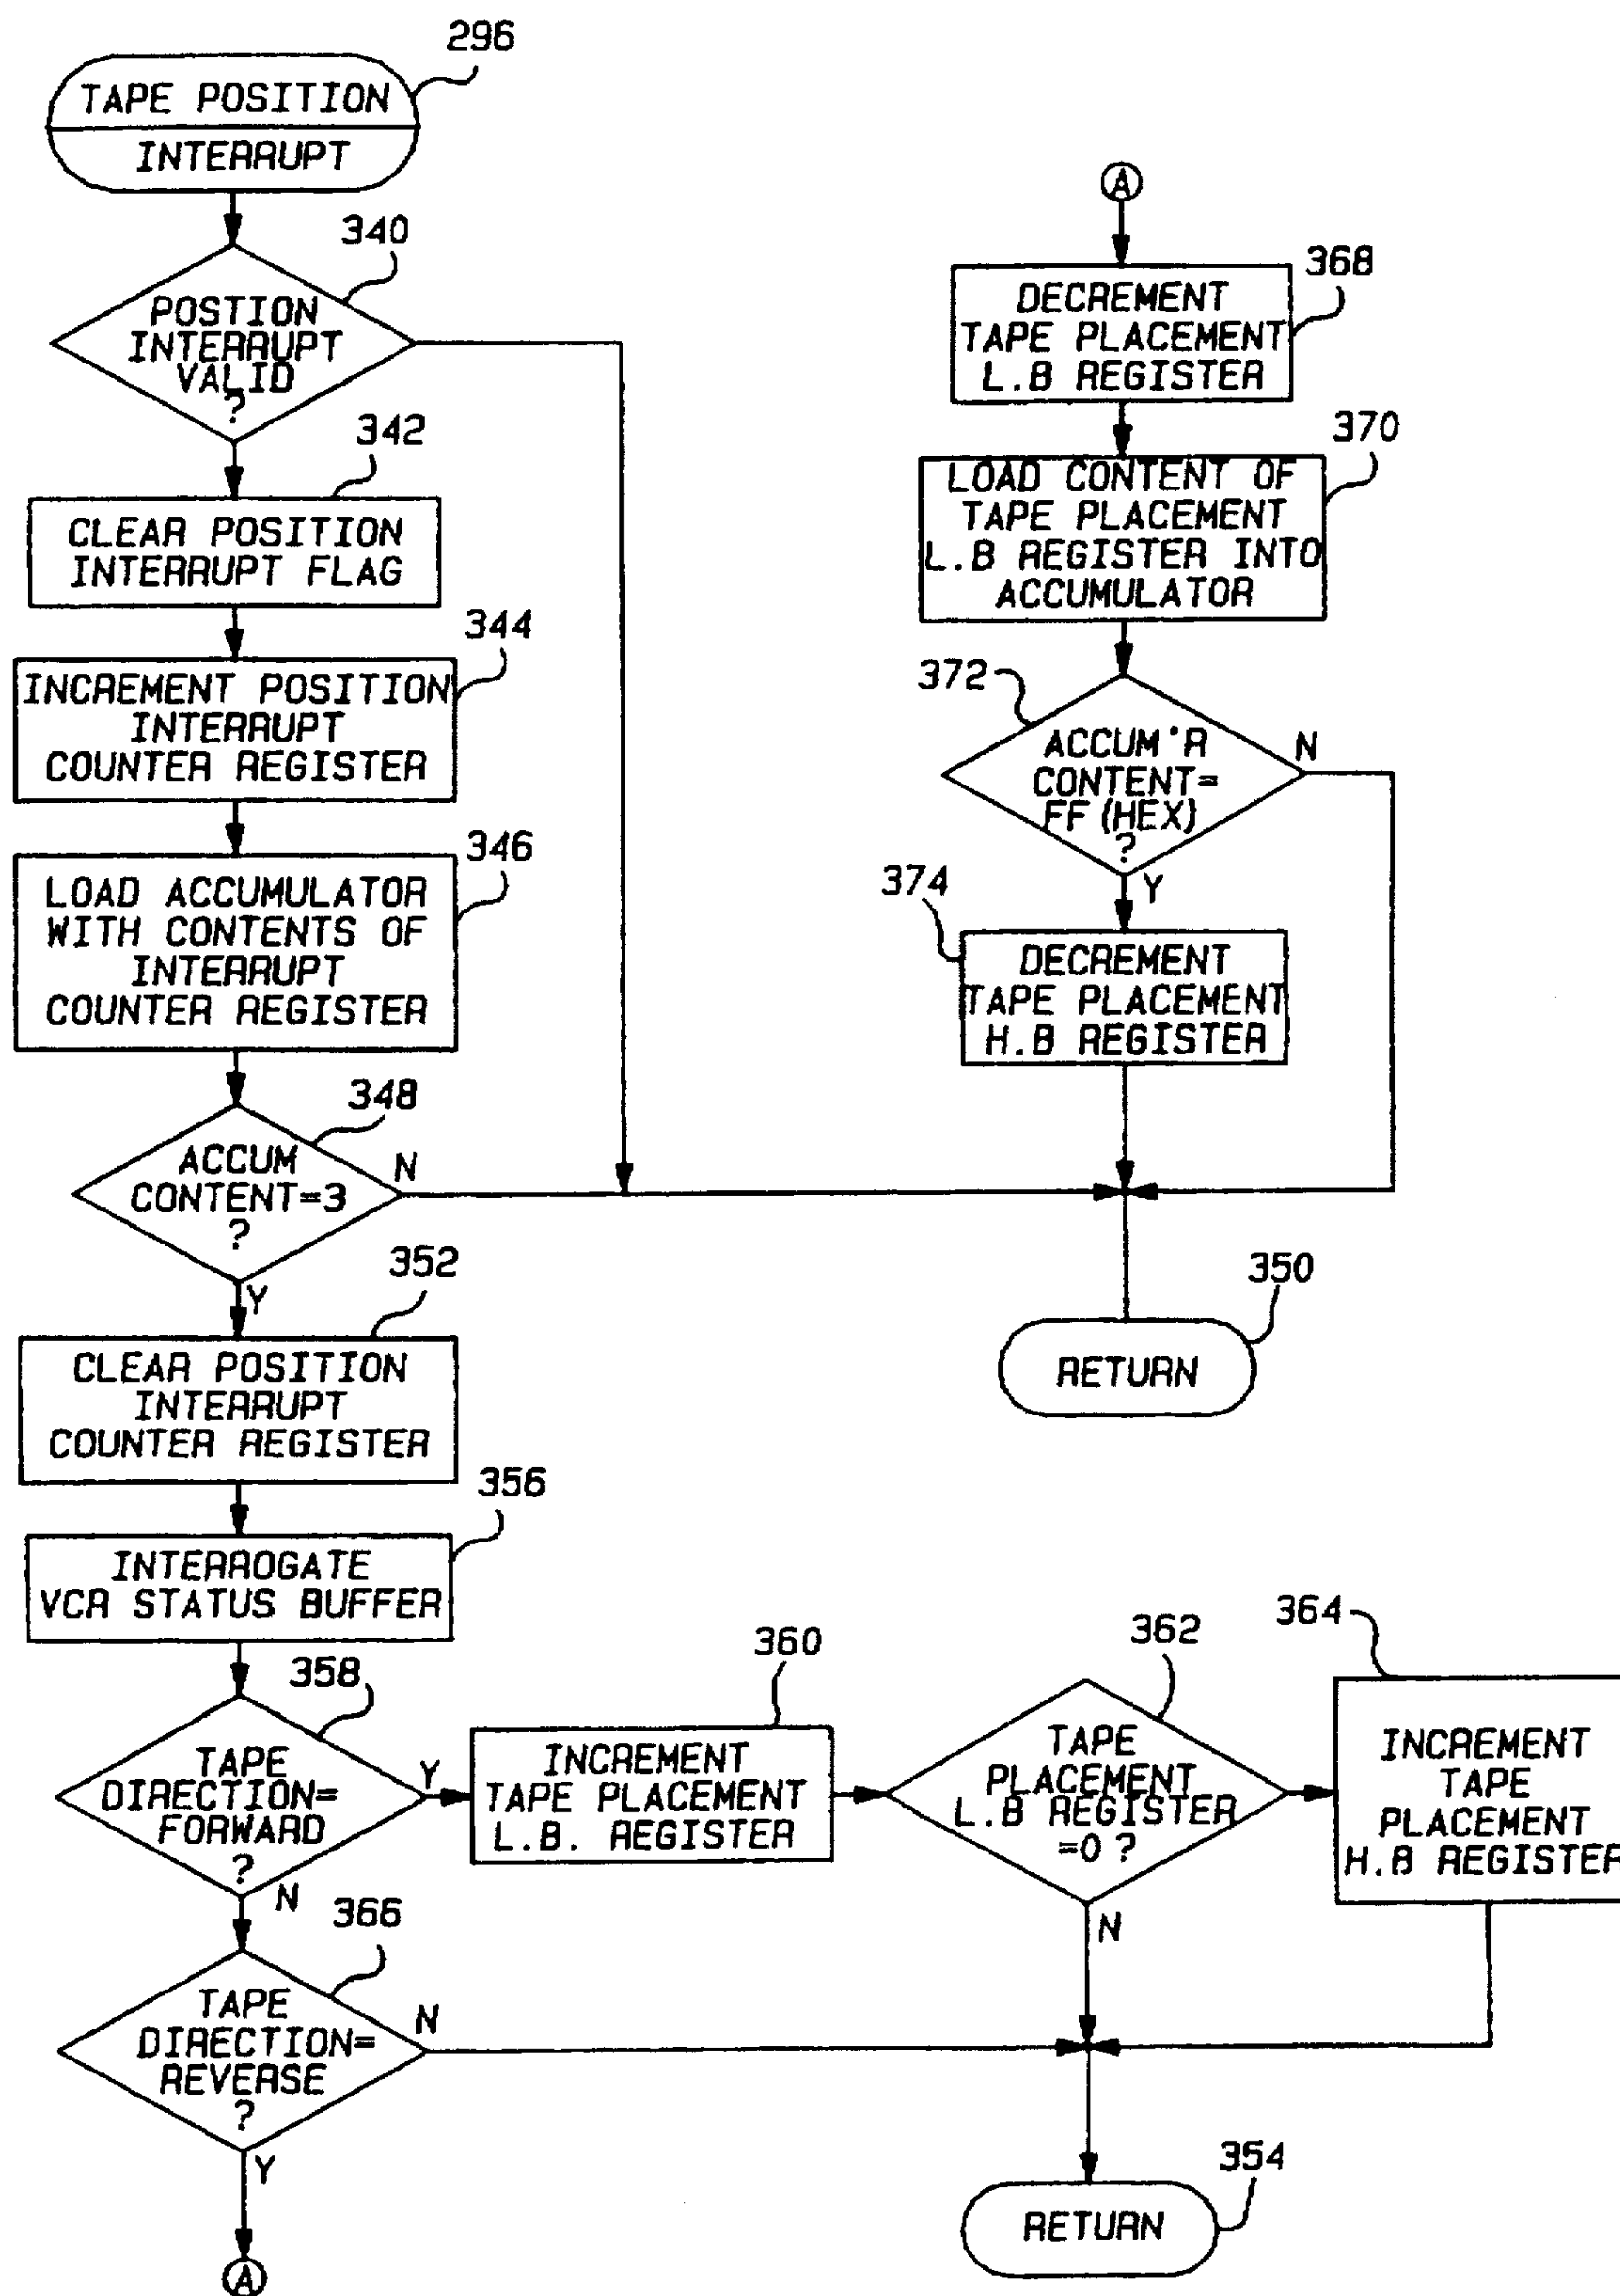 296
TAPE POSITION
INTERRUPT
340
POSTION
INTERRUPT
VALID
?
342
CLEAR POSITION
INTERRUPT FLAG
344
INCREMENT POSITION
INTERRUPT
COUNTER REGISTER
346
LOAD ACCUMULATOR
WITH CONTENTS OF
INTERRUPT
COUNTER REGISTER
348
ACCUM
CONTENT=3
?
N
Y
352
CLEAR POSITION
INTERRUPT
COUNTER REGISTER
356
INTERROGATE
VCR STATUS BUFFER
358
TAPE
DIRECTION=
FORWARD
?
Y
N
360
INCREMENT
TAPE PLACEMENT
L.B. REGISTER
362
TAPE
PLACEMENT
L.B REGISTER
=0 ?
N
364
INCREMENT
TAPE
PLACEMENT
H.B REGISTER
366
TAPE
DIRECTION=
REVERSE
?
N
Y
A
354
RETURN
A
368
DECREMENT
TAPE PLACEMENT
L.B REGISTER
370
LOAD CONTENT OF
TAPE PLACEMENT
L.B REGISTER INTO
ACCUMULATOR
372
ACCUM'R
CONTENT=
FF (HEX)
?
N
Y
374
DECREMENT
TAPE PLACEMENT
H.B REGISTER
350
RETURN